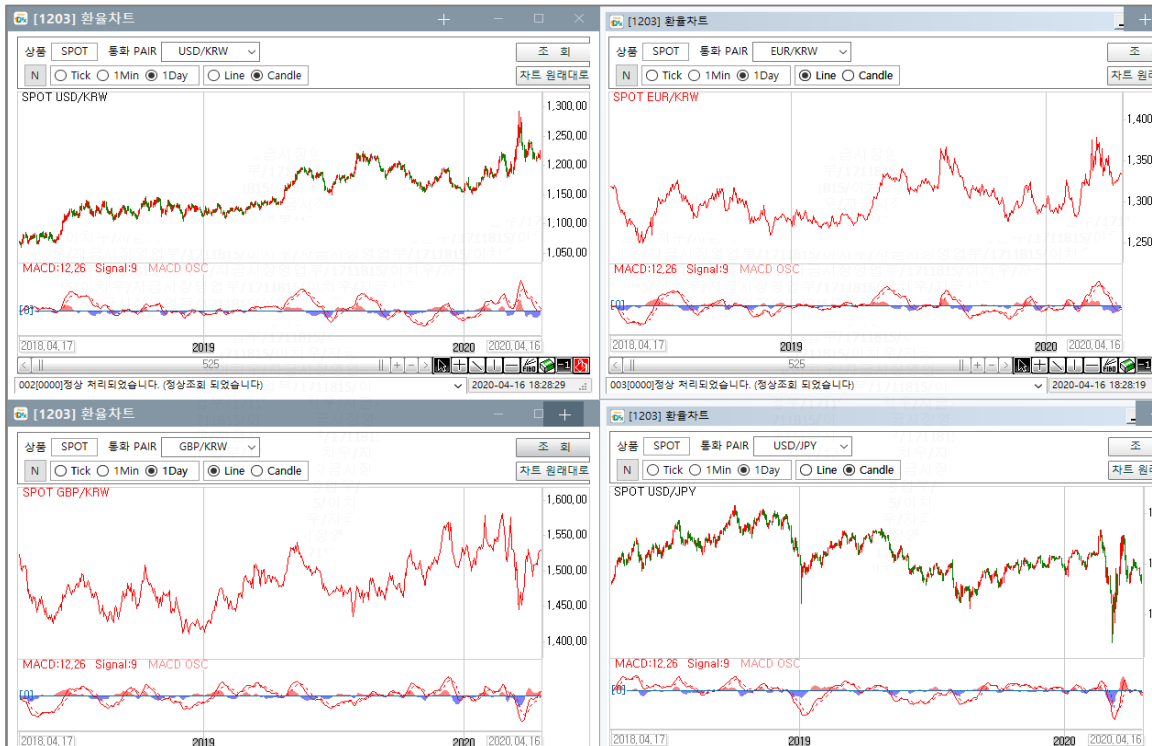 [1203] 환율차트
상품 SPOT 통화 PAIR USD/KRW 조 회
N Tick 1Min 1Day Line Candle 차트 원래대로
SPOT USD/KRW
1,300,00
1,250,00
1,200,00
1,150,00
1,100,00
1,050,00
MACD:12,26 Signal:9 MACD OSC
[0]
2018,04,17 2019 2020 2020,04,16
525
002[0000]정상 처리되었습니다. (정상조회 되었습니다) 2020-04-16 18:28:29
[1203] 환율차트
상품 SPOT 통화 PAIR EUR/KRW 조
N Tick 1Min 1Day Line Candle 차트 원래
SPOT EUR/KRW
1,400
1,350
1,300
1,250
MACD:12,26 Signal:9 MACD OSC
[0]
2018,04,17 2019 2020 2020,04,16
525
003[0000]정상 처리되었습니다. (정상조회 되었습니다) 2020-04-16 18:28:19
[1203] 환율차트
상품 SPOT 통화 PAIR GBP/KRW 조 회
N Tick 1Min 1Day Line Candle 차트 원래대로
SPOT GBP/KRW
1,600,00
1,550,00
1,500,00
1,450,00
1,400,00
MACD:12,26 Signal:9 MACD OSC
[0]
2018,04,17 2019 2020 2020,04,16
[1203] 환율차트
상품 SPOT 통화 PAIR USD/JPY 조
N Tick 1Min 1Day Line Candle 차트 원래
SPOT USD/JPY
MACD:12,26 Signal:9 MACD OSC
[0]
2018,04,17 2019 2020 2020,04,16